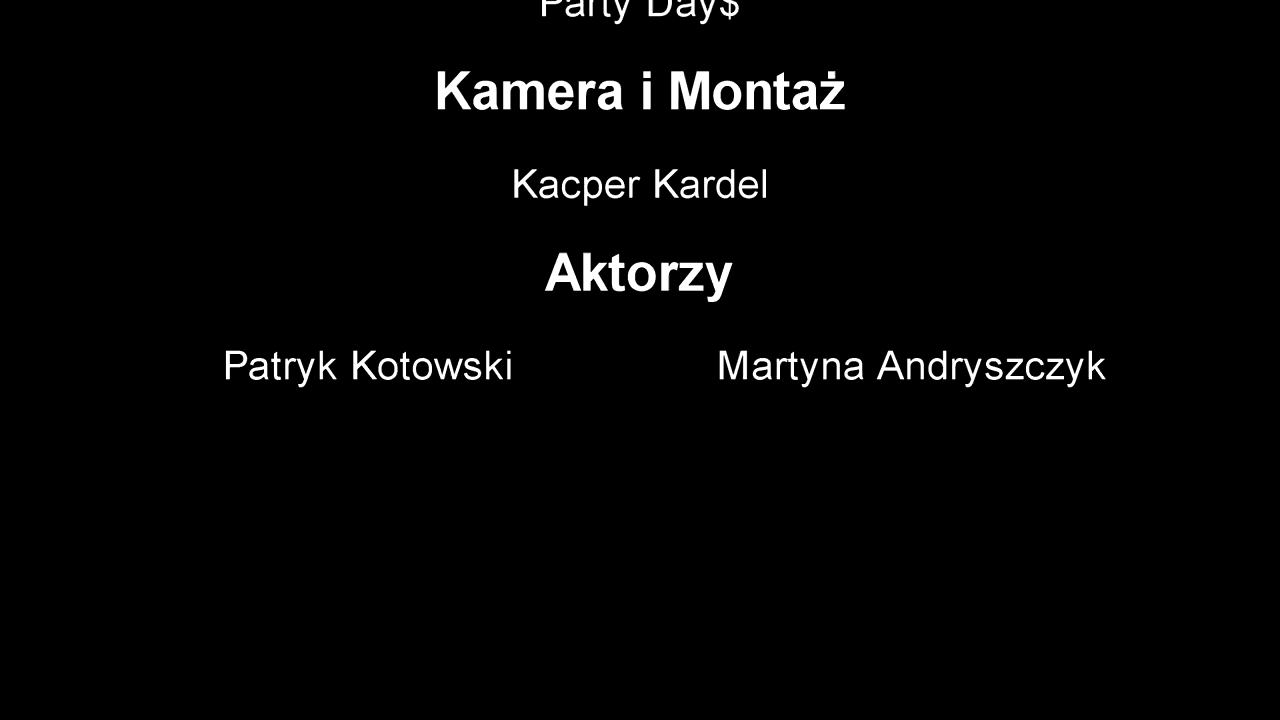 Party Day$
Kamera i Montaż
Kacper Kardel
Aktorzy
Patryk Kotowski Martyna Andryszczyk